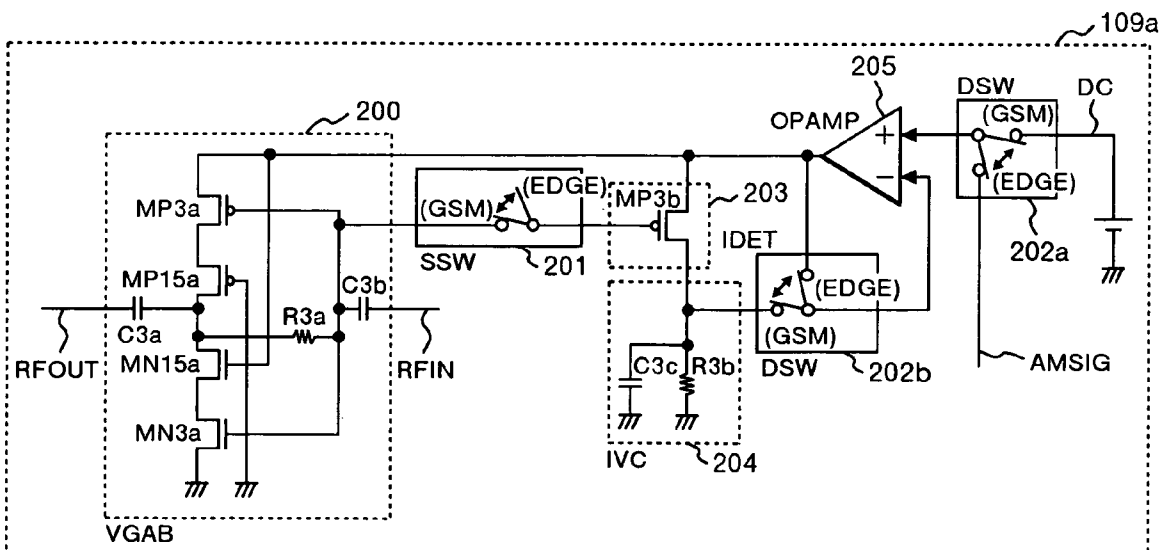 109a
200
205
DSW
DC
OPAMP
(GSM)
+
(EDGE)
−
MP3a
(EDGE)
MP3b
203
(GSM)
202a
SSW
201
IDET
MP15a
C3b
(EDGE)
C3a
R3a
(GSM)
RFOUT
MN15a
RFIN
C3c
R3b
DSW
AMSIG
202b
MN3a
IVC
204
VGAB